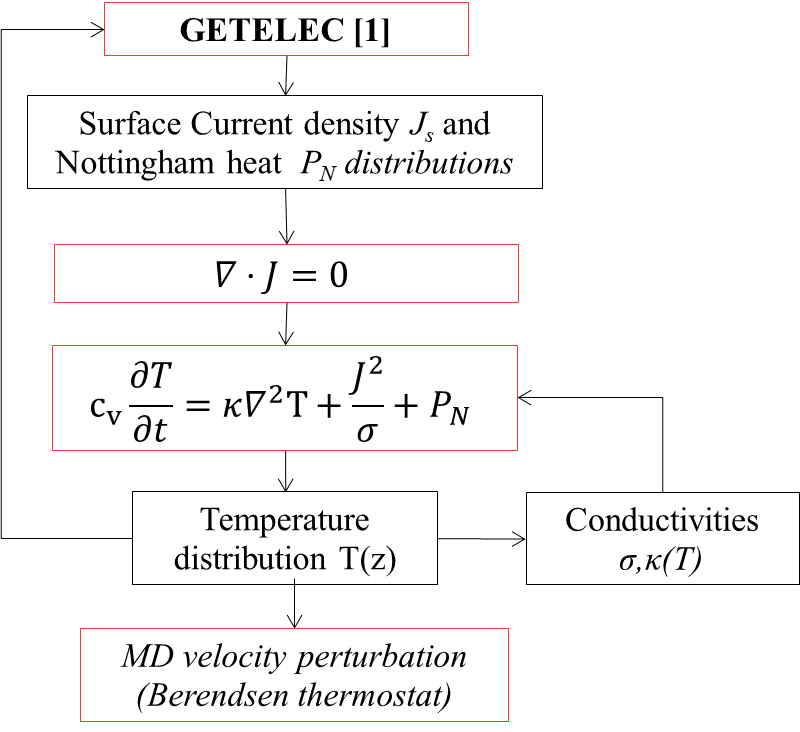 GETELEC [1]
Surface Current density Jₛ and
Nottingham heat P_N distributions
∇ · J = 0
c_v ∂T/∂t = κ∇²T + J²/σ + P_N
Temperature
distribution T(z)
Conductivities
σ,κ(T)
MD velocity perturbation
(Berendsen thermostat)